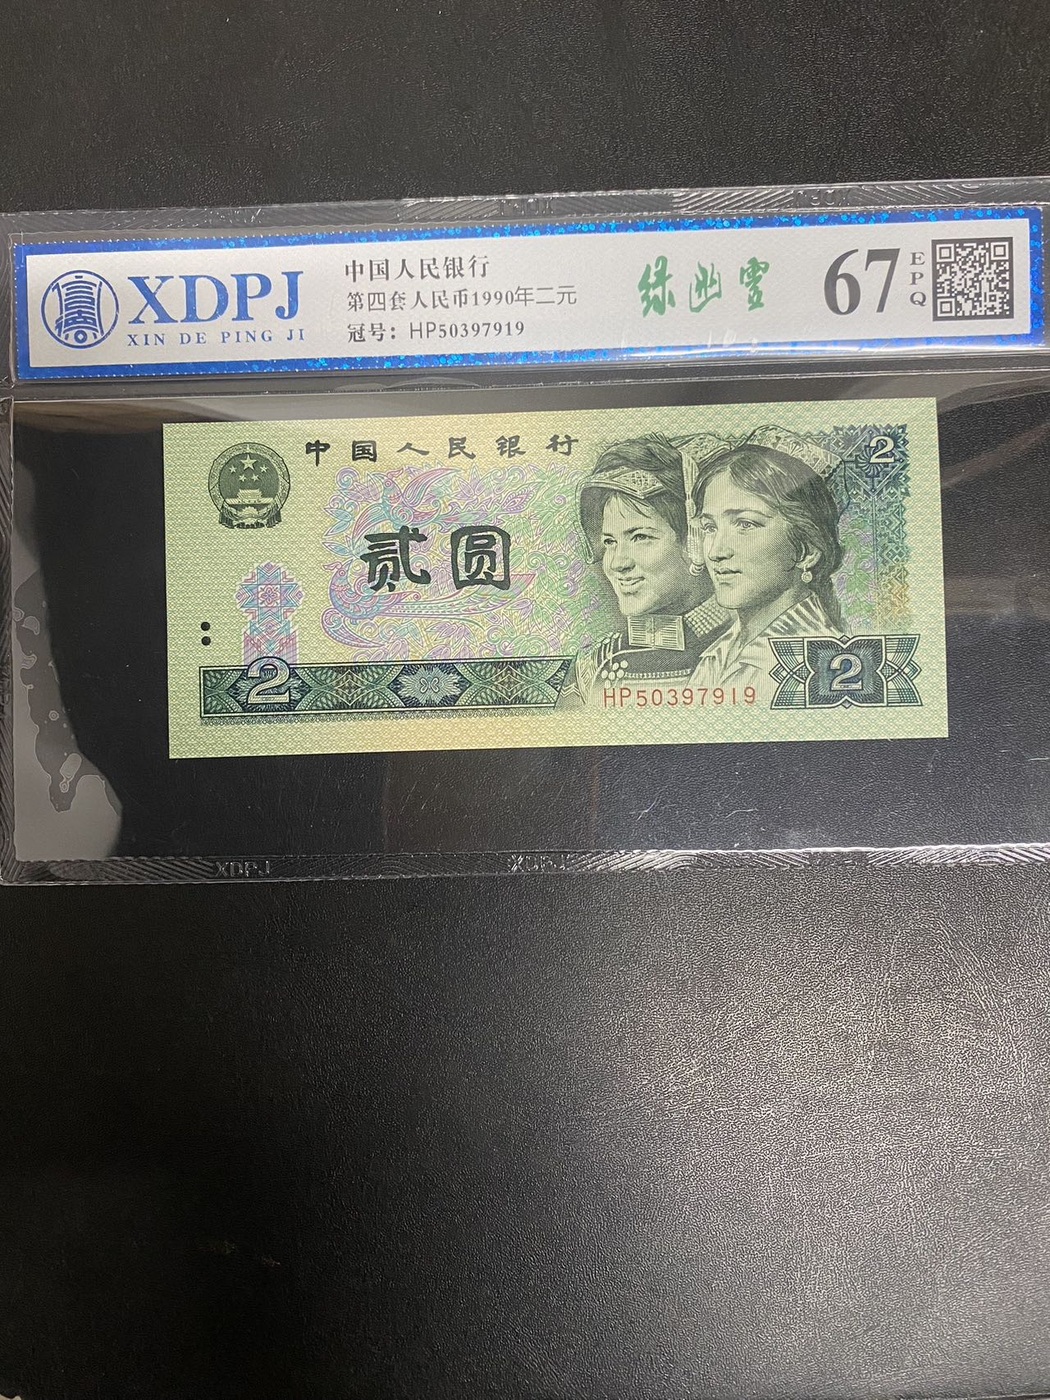 XDPJ
XIN DE PING JI
中国人民银行
第四套人民币1990年二元
冠号：HP50397919
绿幽灵
67
EPQ
中国人民银行
2
贰圆
2
2
HP50397919
XDPJ
XDPJ